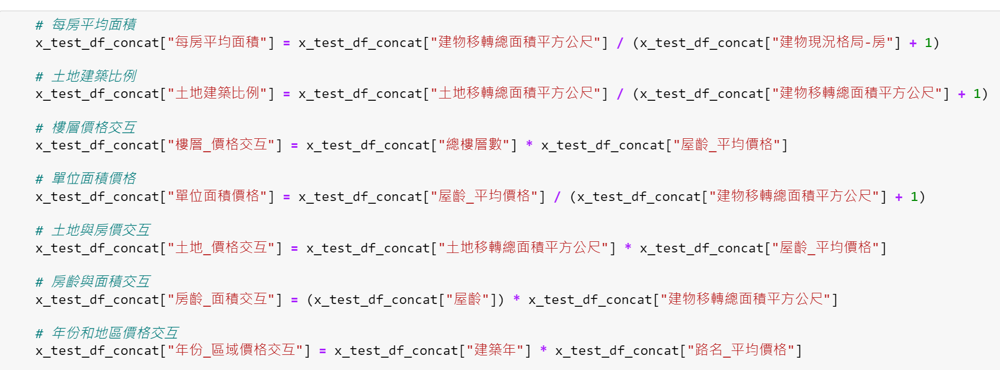 # 每房平均面積
x_test_df_concat["每房平均面積"] = x_test_df_concat["建物移轉總面積平方公尺"] / (x_test_df_concat["建物現況格局-房"] + 1)
# 土地建築比例
x_test_df_concat["土地建築比例"] = x_test_df_concat["土地移轉總面積平方公尺"] / (x_test_df_concat["建物移轉總面積平方公尺"] + 1)
# 樓層價格交互
x_test_df_concat["樓層_價格交互"] = x_test_df_concat["總樓層數"] * x_test_df_concat["屋齡_平均價格"]
# 單位面積價格
x_test_df_concat["單位面積價格"] = x_test_df_concat["屋齡_平均價格"] / (x_test_df_concat["建物移轉總面積平方公尺"] + 1)
# 土地與房價交互
x_test_df_concat["土地_價格交互"] = x_test_df_concat["土地移轉總面積平方公尺"] * x_test_df_concat["屋齡_平均價格"]
# 房齡與面積交互
x_test_df_concat["房齡_面積交互"] = (x_test_df_concat["屋齡"]) * x_test_df_concat["建物移轉總面積平方公尺"]
# 年份和地區價格交互
x_test_df_concat["年份_區域價格交互"] = x_test_df_concat["建築年"] * x_test_df_concat["路名_平均價格"]